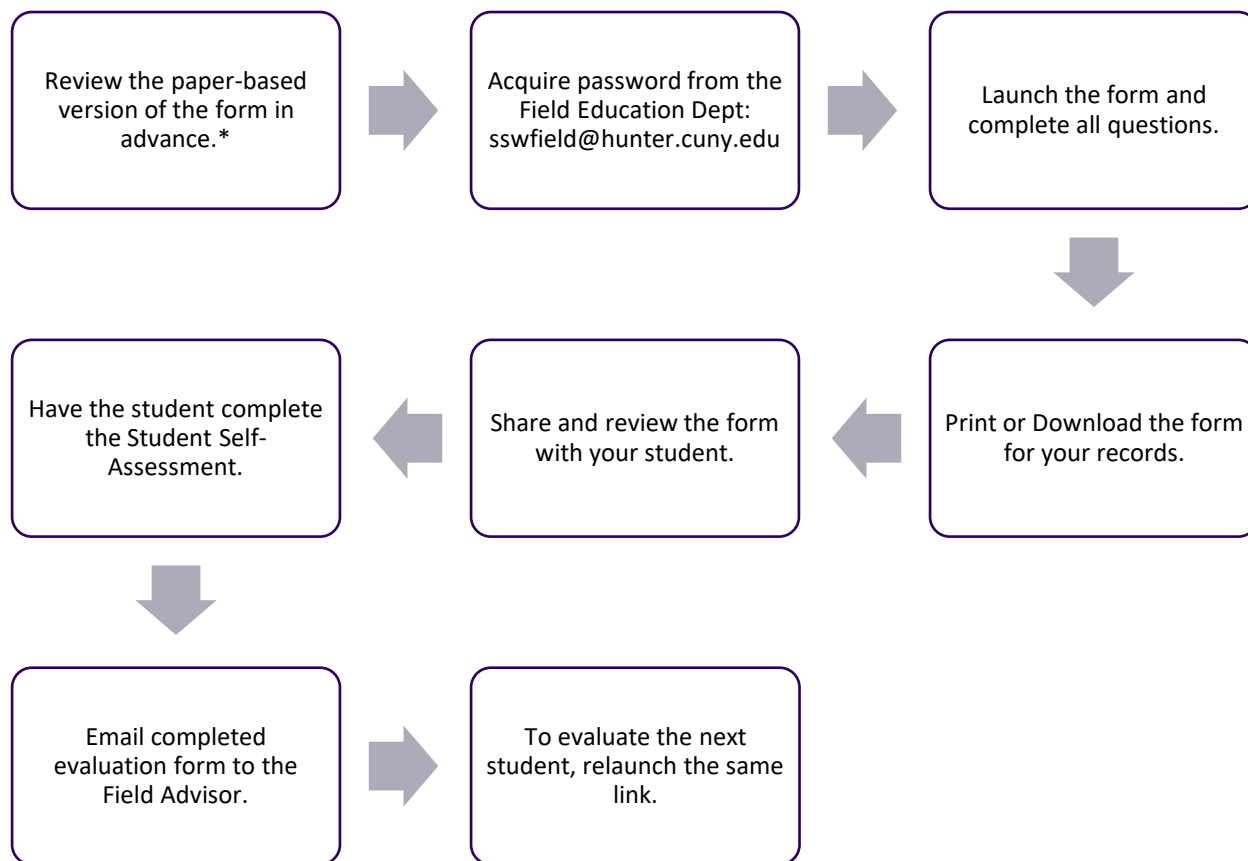 Review the paper-based
version of the form in
advance.*
Acquire password from the
Field Education Dept:
sswfield@hunter.cuny.edu
Launch the form and
complete all questions.
Print or Download the form
for your records.
Share and review the form
with your student.
Have the student complete
the Student Self-
Assessment.
Email completed
evaluation form to the
Field Advisor.
To evaluate the next
student, relaunch the same
link.